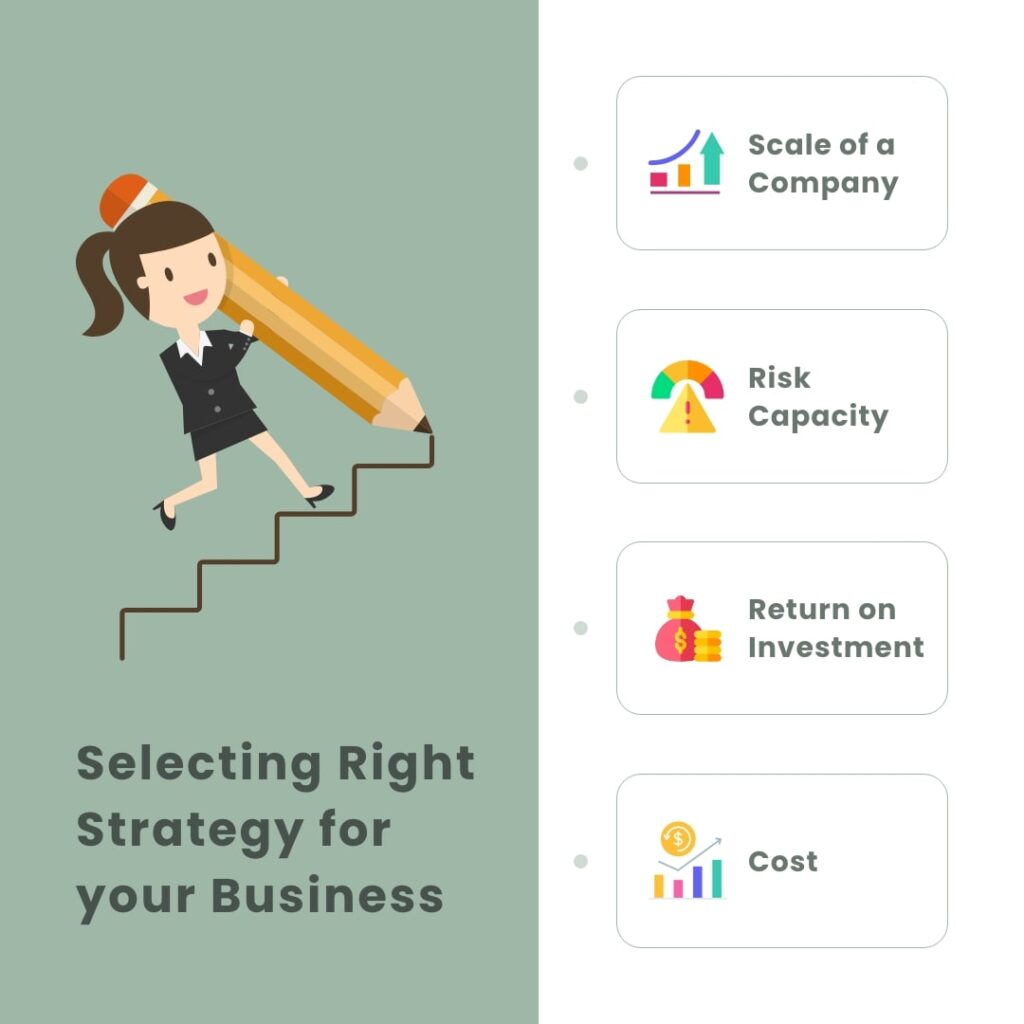 Selecting Right
Strategy for
your Business
Scale of a
Company
Risk
Capacity
Return on
Investment
Cost